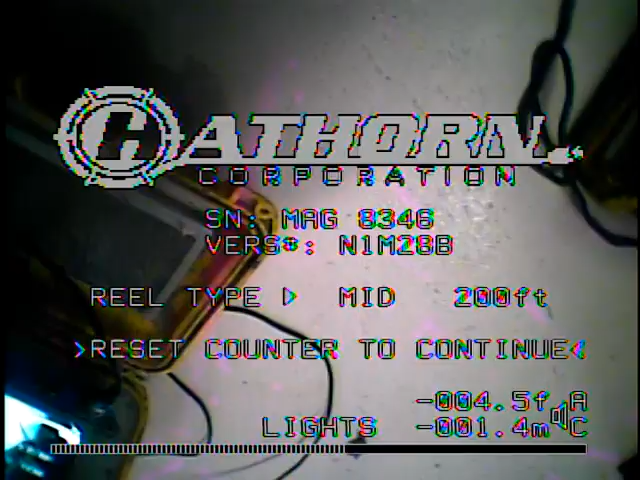 HATHORN
CORPORATION
SN: MAG 8346
VERS#: N1M28B
REEL TYPE MID 200ft
>RESET COUNTER TO CONTINUE<
-004.5f A
LIGHTS -001.4m C